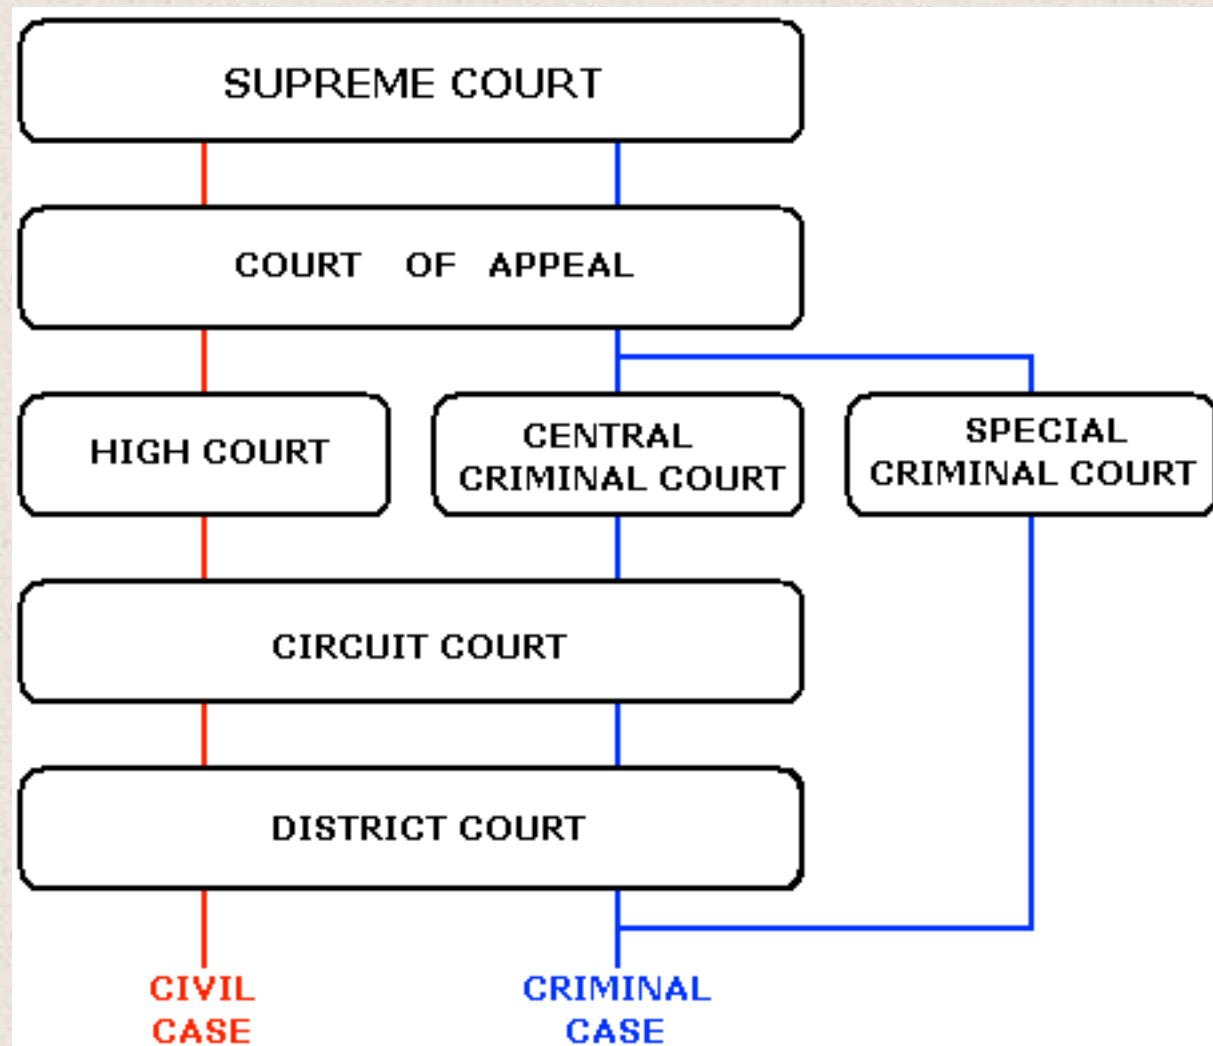 SUPREME COURT
COURT OF APPEAL
HIGH COURT
CENTRAL
CRIMINAL COURT
SPECIAL
CRIMINAL COURT
CIRCUIT COURT
DISTRICT COURT
CIVIL
CASE
CRIMINAL
CASE